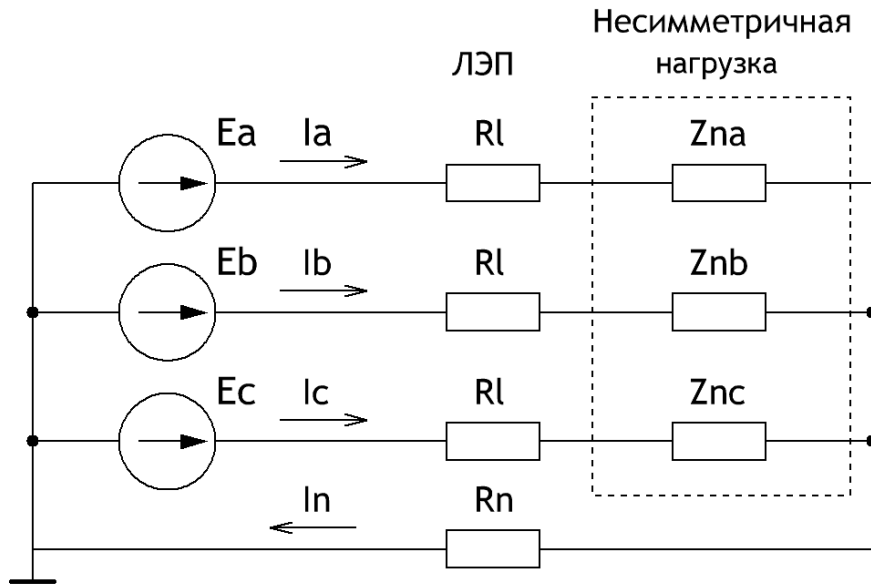 Несимметричная
ЛЭП нагрузка
Ea Ia Rl Zna
Eb Ib Rl Znb
Ec Ic Rl Znc
In Rn